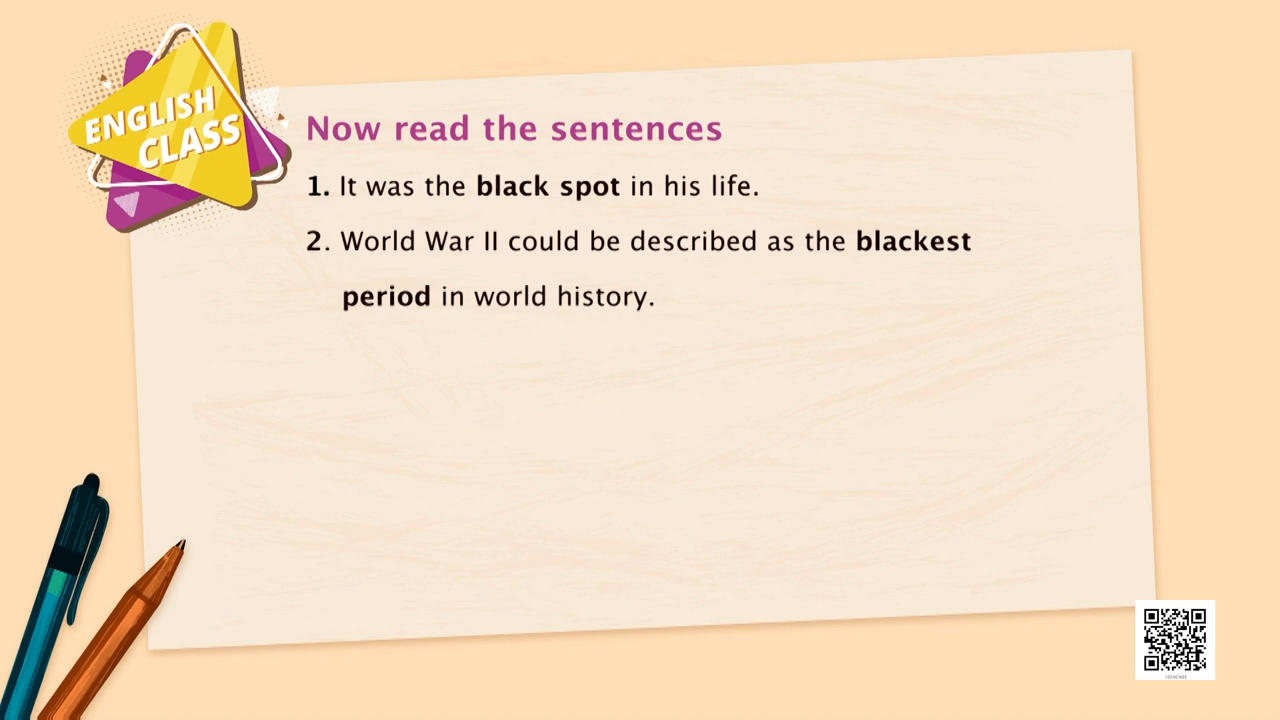 ENGLISH
CLASS
Now read the sentences
1. It was the black spot in his life.
2. World War II could be described as the blackest
period in world history.